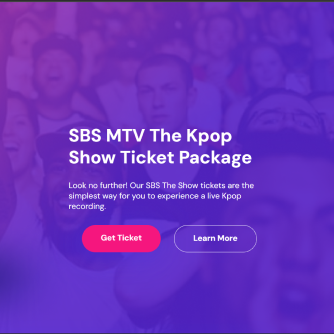 SBS MTV The Kpop
Show Ticket Package
Look no further! Our SBS The Show tickets are the
simplest way for you to experience a live Kpop
recording.
Get Ticket
Learn More